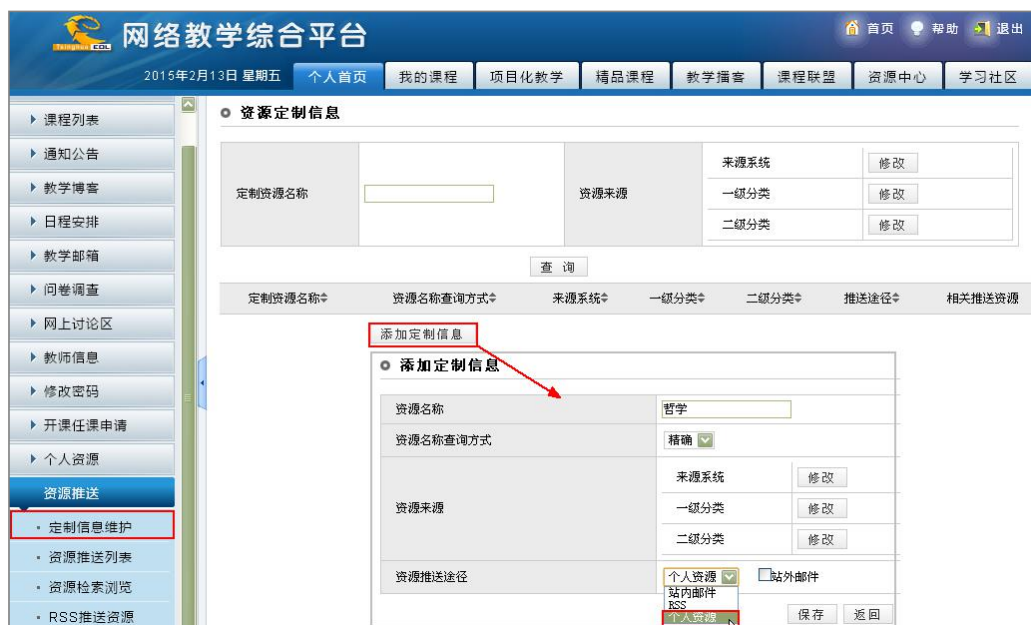 Tsinghua EOL 网络教学综合平台 首页 帮助 退出
2015年2月13日 星期五 个人首页 我的课程 项目化教学 精品课程 教学播客 课程联盟 资源中心 学习社区
课程列表
通知公告
教学博客
日程安排
教学邮箱
问卷调查
网上讨论区
教师信息
修改密码
开课任课申请
个人资源
资源推送
定制信息维护
资源推送列表
资源检索浏览
RSS推送资源
资源定制信息
定制资源名称 资源来源
来源系统 修改
一级分类 修改
二级分类 修改
查 询
定制资源名称 资源名称查询方式 来源系统 一级分类 二级分类 推送途径 相关推送资源
添加定制信息
添加定制信息
资源名称 哲学
资源名称查询方式 精确
资源来源
来源系统 修改
一级分类 修改
二级分类 修改
资源推送途径 个人资源 站外邮件
站内邮件
RSS
个人资源
保存 返回